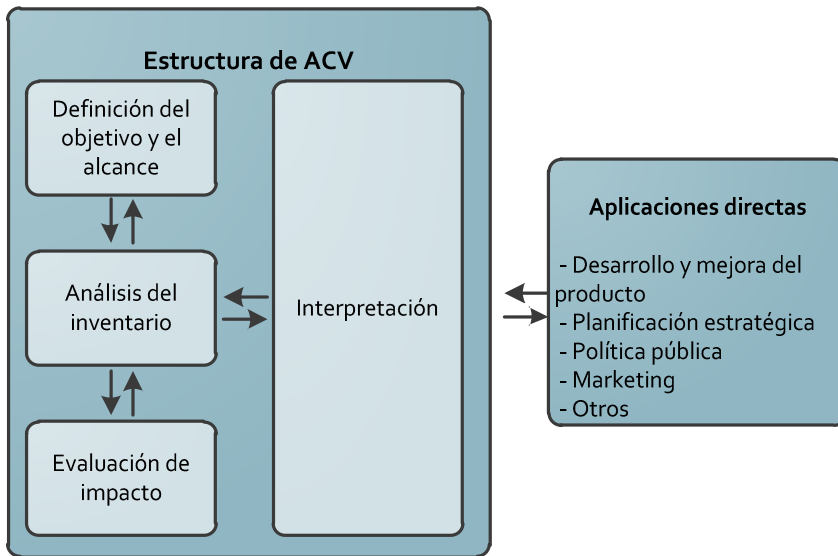 Estructura de ACV
Definición del
objetivo y el
alcance
Análisis del
inventario
Evaluación de
impacto
Interpretación
Aplicaciones directas
- Desarrollo y mejora del
producto
- Planificación estratégica
- Política pública
- Marketing
- Otros